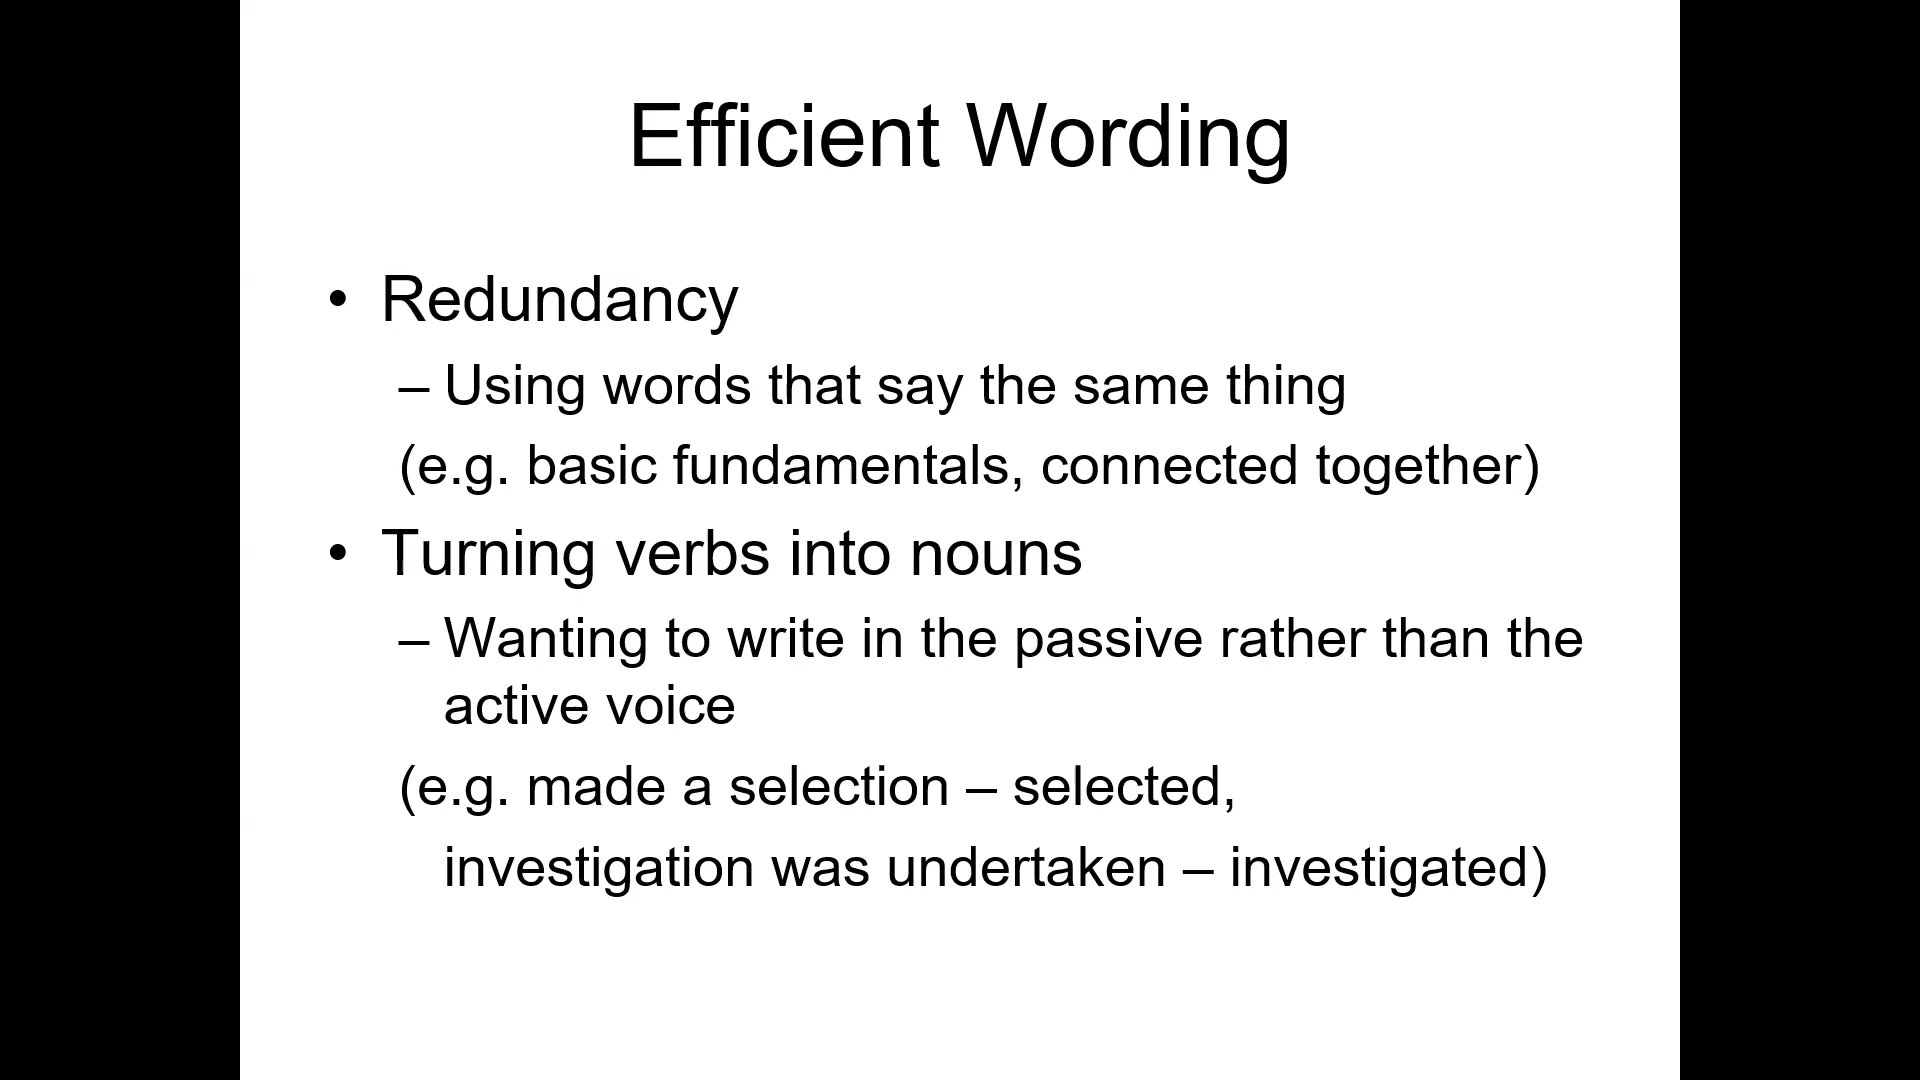 Efficient Wording
• Redundancy
– Using words that say the same thing
(e.g. basic fundamentals, connected together)
• Turning verbs into nouns
– Wanting to write in the passive rather than the
active voice
(e.g. made a selection – selected,
investigation was undertaken – investigated)